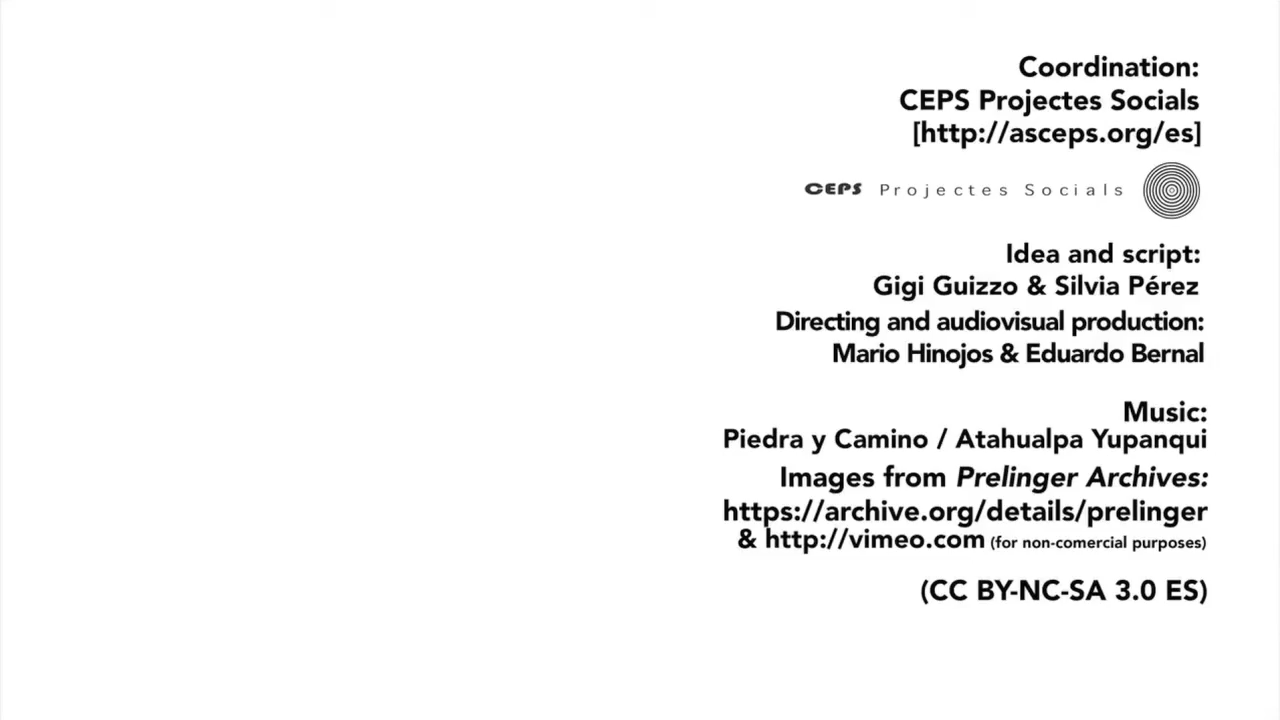 Coordination:
CEPS Projectes Socials
[http://asceps.org/es]
CEPS Projectes Socials
Idea and script:
Gigi Guizzo & Silvia Pérez
Directing and audiovisual production:
Mario Hinojos & Eduardo Bernal
Music:
Piedra y Camino / Atahualpa Yupanqui
Images from Prelinger Archives:
https://archive.org/details/prelinger
& http://vimeo.com (for non-comercial purposes)
(CC BY-NC-SA 3.0 ES)